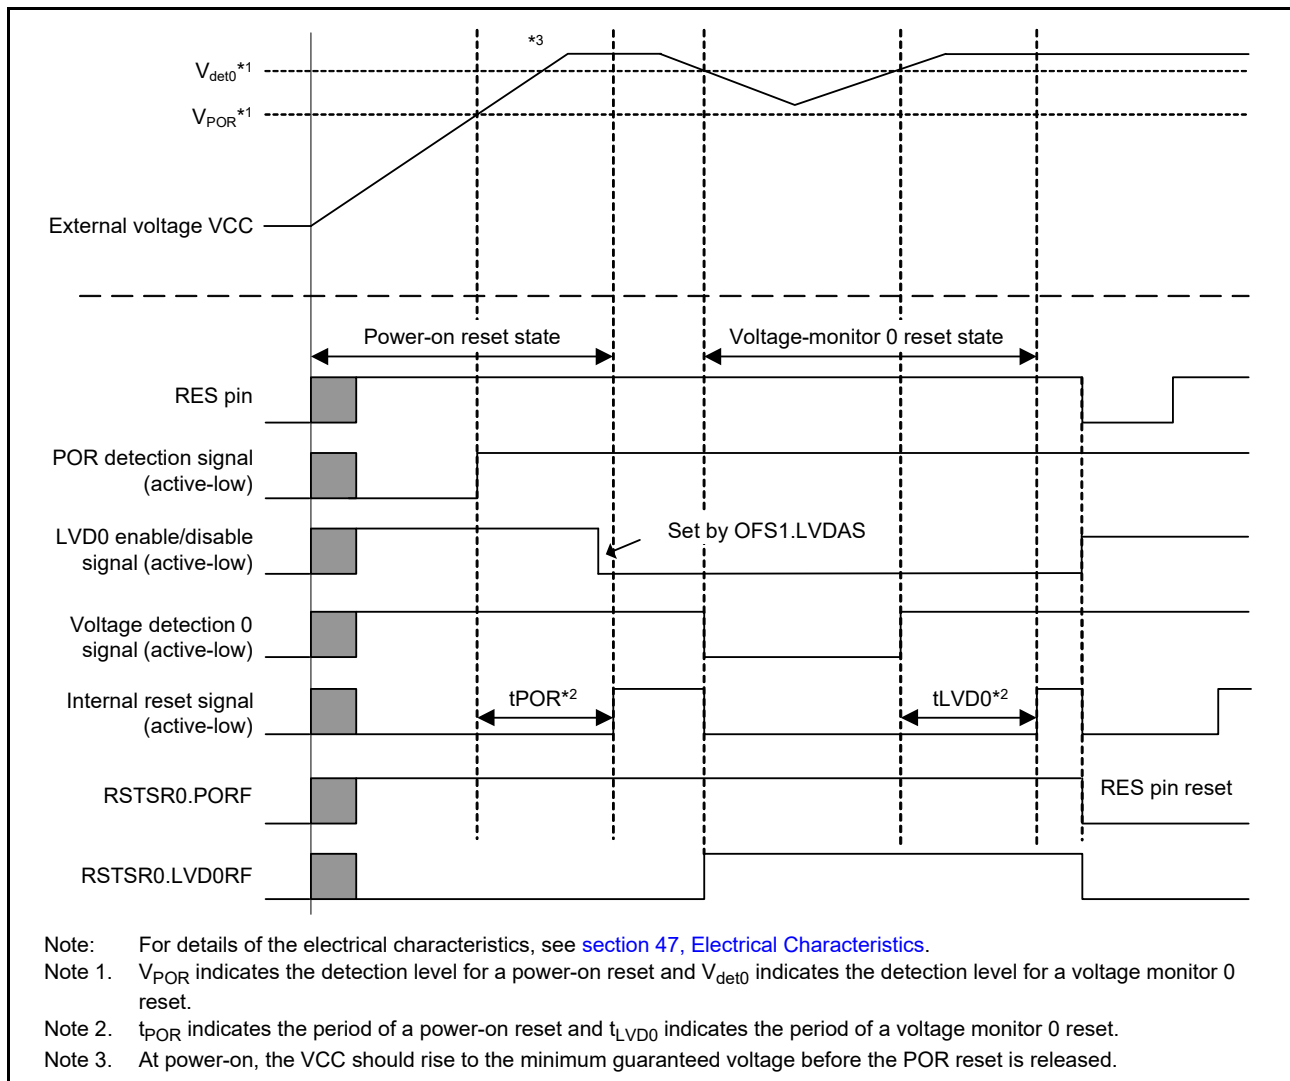 *3
Vdet0*1
VPOR*1
External voltage VCC
Power-on reset state
Voltage-monitor 0 reset state
RES pin
POR detection signal
(active-low)
LVD0 enable/disable
signal (active-low)
Set by OFS1.LVDAS
Voltage detection 0
signal (active-low)
Internal reset signal
(active-low)
tPOR*2
tLVD0*2
RSTSR0.PORF
RES pin reset
RSTSR0.LVD0RF
Note: For details of the electrical characteristics, see section 47, Electrical Characteristics.
Note 1. VPOR indicates the detection level for a power-on reset and Vdet0 indicates the detection level for a voltage monitor 0
reset.
Note 2. tPOR indicates the period of a power-on reset and tLVD0 indicates the period of a voltage monitor 0 reset.
Note 3. At power-on, the VCC should rise to the minimum guaranteed voltage before the POR reset is released.